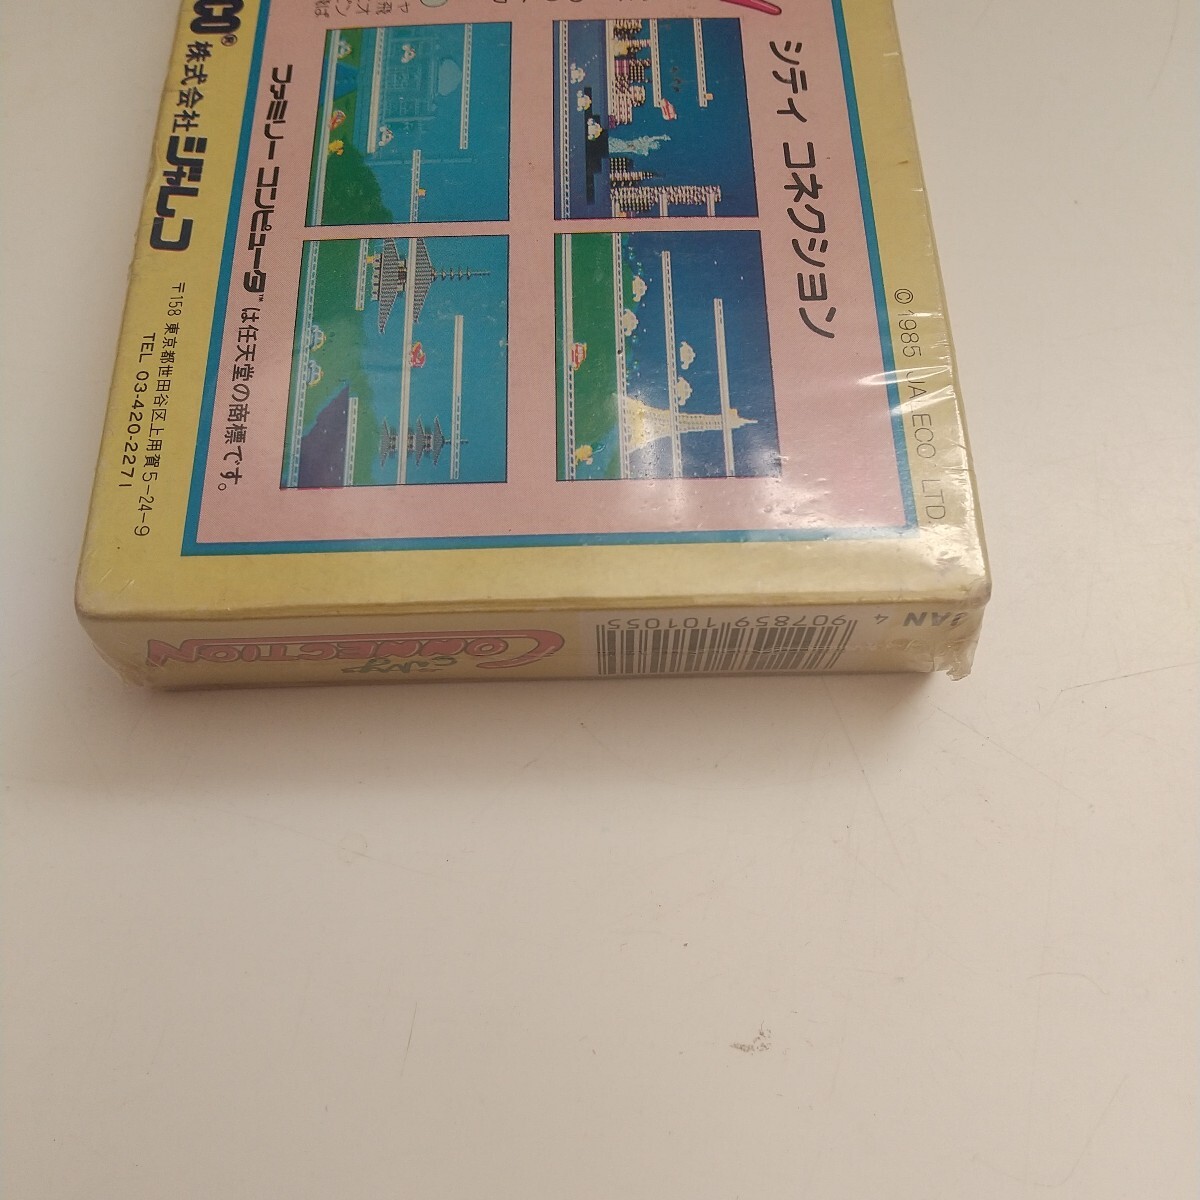 シティ コネクション
© 1985 JALECO LTD.
ファミリーコンピュータ™は任天堂の商標です。
CO®
株式会社ジャレコ
〒158 東京都世田谷区上用賀5-24-9
TEL 03-420-2271
City
CONNECTION
JAN 4
907859 101055